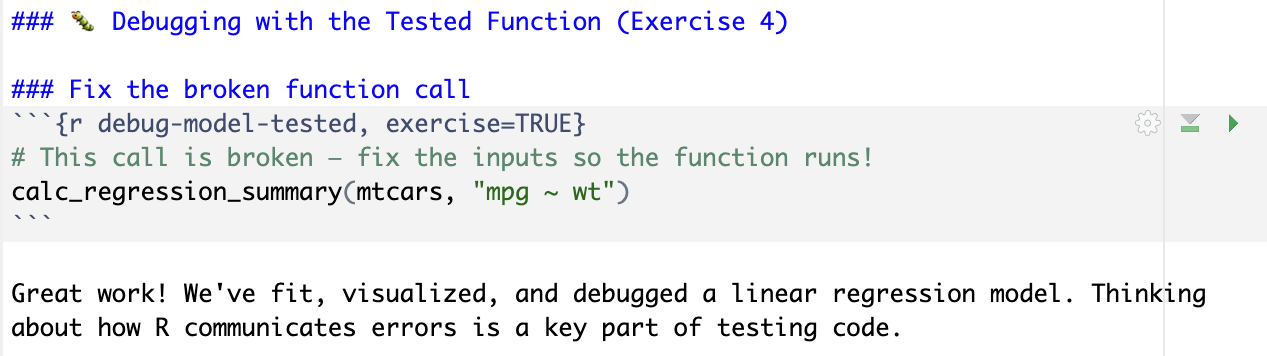 ### 🐛 Debugging with the Tested Function (Exercise 4)
### Fix the broken function call
```{r debug-model-tested, exercise=TRUE}
# This call is broken — fix the inputs so the function runs!
calc_regression_summary(mtcars, "mpg ~ wt")
```
Great work! We've fit, visualized, and debugged a linear regression model. Thinking
about how R communicates errors is a key part of testing code.